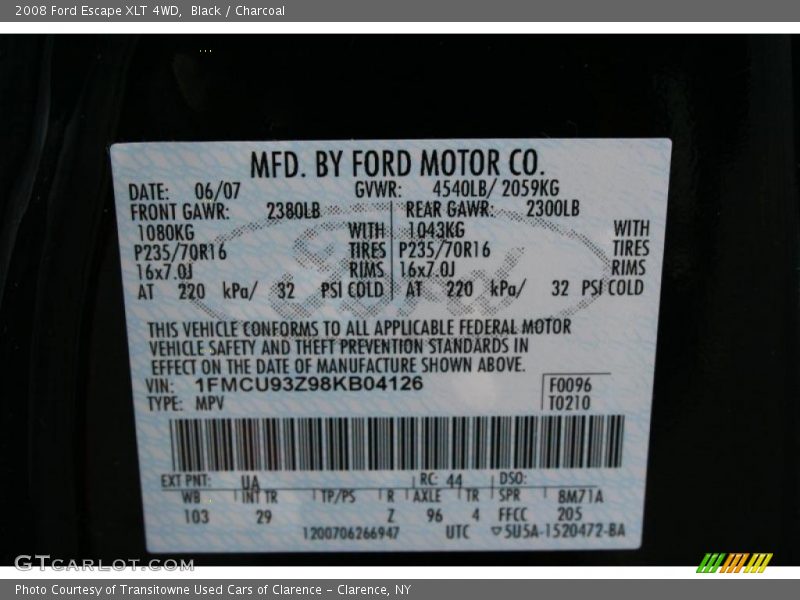 2008 Ford Escape XLT 4WD, Black / Charcoal
MFD. BY FORD MOTOR CO.
DATE: 06/07 GVWR: 4540LB/ 2059KG
FRONT GAWR: 2380LB REAR GAWR: 2300LB
1080KG WITH 1043KG WITH
P235/70R16 TIRES P235/70R16 TIRES
16x7.0J RIMS 16x7.0J RIMS
AT 220 kPa/ 32 PSI COLD AT 220 kPa/ 32 PSI COLD
THIS VEHICLE CONFORMS TO ALL APPLICABLE FEDERAL MOTOR
VEHICLE SAFETY AND THEFT PREVENTION STANDARDS IN
EFFECT ON THE DATE OF MANUFACTURE SHOWN ABOVE.
VIN: 1FMCU93Z98KB04126 F0096
TYPE: MPV T0210
EXT PNT: UA RC: 44 DSO:
WB INT TR TP/PS R AXLE TR SPR 8M71A
103 29 Z 96 4 FFCC 205
1200706266947 UTC ▽5U5A-1520472-BA
GTcarlot.com
Photo Courtesy of Transitowne Used Cars of Clarence - Clarence, NY